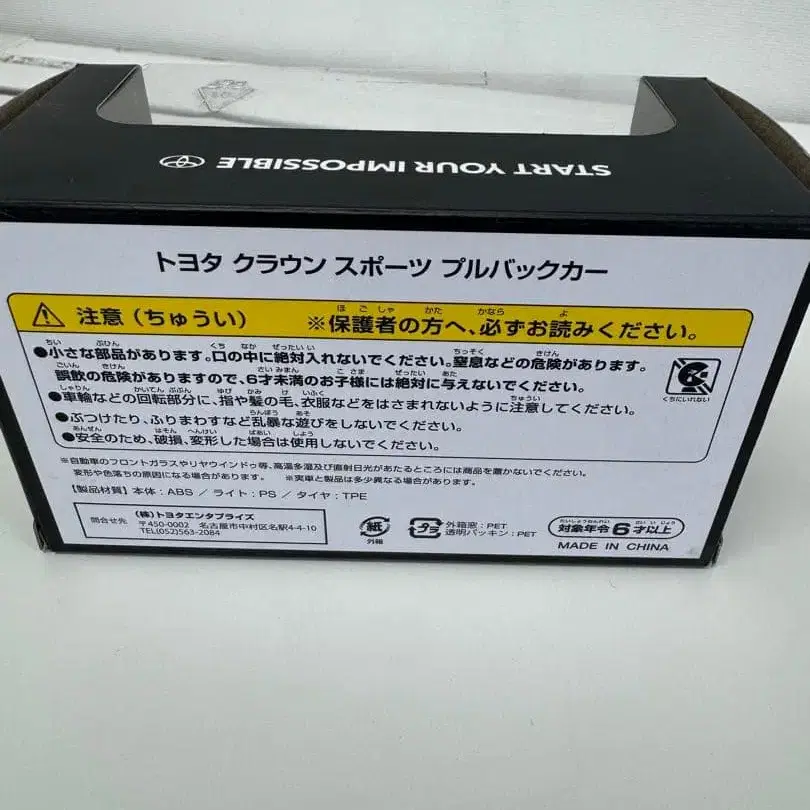 START YOUR IMPOSSIBLE
トヨタ クラウン スポーツ プルバックカー
注意（ちゅうい） ※保護者の方へ、必ずお読みください。
●小さな部品があります。口の中に絶対入れないでください。窒息などの危険があります。
誤飲の危険がありますので、6才未満のお子様には絶対に与えないでください。
●車輪などの回転部分に、指や髪の毛、衣服などをはさまれないように注意してください。
●ぶつけたり、ふりまわすなど乱暴な遊びをしないでください。
●安全のため、破損、変形した場合は使用しないでください。
くちにいれない
※自動車のフロントガラスやリヤウインドゥ等、高温多湿及び直射日光があたるところには商品を置かないでください。
変形や色落ちの原因になる場合があります。 ※実車と製品は多少異なる場合があります。
【製品材質】本体：ABS ／ ライト：PS ／ タイヤ：TPE
問合せ先
（株）トヨタエンタプライズ
〒450-0002 名古屋市中村区名駅4-4-10
TEL(052)563-2084
紙
外箱
プラ
外箱窓：PET
透明パッキン：PET
対象年令6才以上
MADE IN CHINA